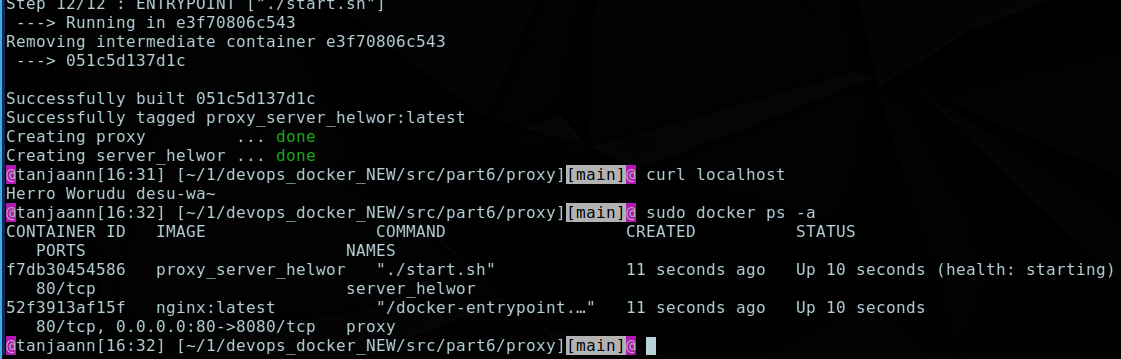 Step 12/12 : ENTRYPOINT ["./start.sh"]
 ---> Running in e3f70806c543
Removing intermediate container e3f70806c543
 ---> 051c5d137d1c

Successfully built 051c5d137d1c
Successfully tagged proxy_server_helwor:latest
Creating proxy         ... done
Creating server_helwor ... done
@tanjaann[16:31] [~/1/devops_docker_NEW/src/part6/proxy][main]@ curl localhost
Herro Worudu desu-wa~
@tanjaann[16:32] [~/1/devops_docker_NEW/src/part6/proxy][main]@ sudo docker ps -a
CONTAINER ID   IMAGE                 COMMAND                  CREATED          STATUS
   PORTS                          NAMES
f7db30454586   proxy_server_helwor   "./start.sh"             11 seconds ago   Up 10 seconds (health: starting)
   80/tcp                         server_helwor
52f3913af15f   nginx:latest          "/docker-entrypoint.…"   11 seconds ago   Up 10 seconds
   80/tcp, 0.0.0.0:80->8080/tcp   proxy
@tanjaann[16:32] [~/1/devops_docker_NEW/src/part6/proxy][main]@